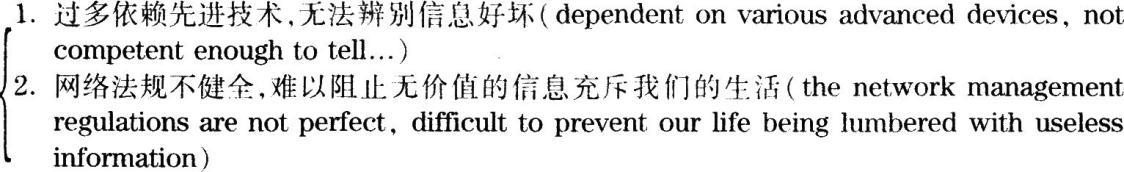 1. 过多依赖先进技术,无法辨别信息好坏(dependent on various advanced devices, not
competent enough to tell…)
2. 网络法规不健全,难以阻止无价值的信息充斥我们的生活(the network management
regulations are not perfect, difficult to prevent our life being lumbered with useless
information)